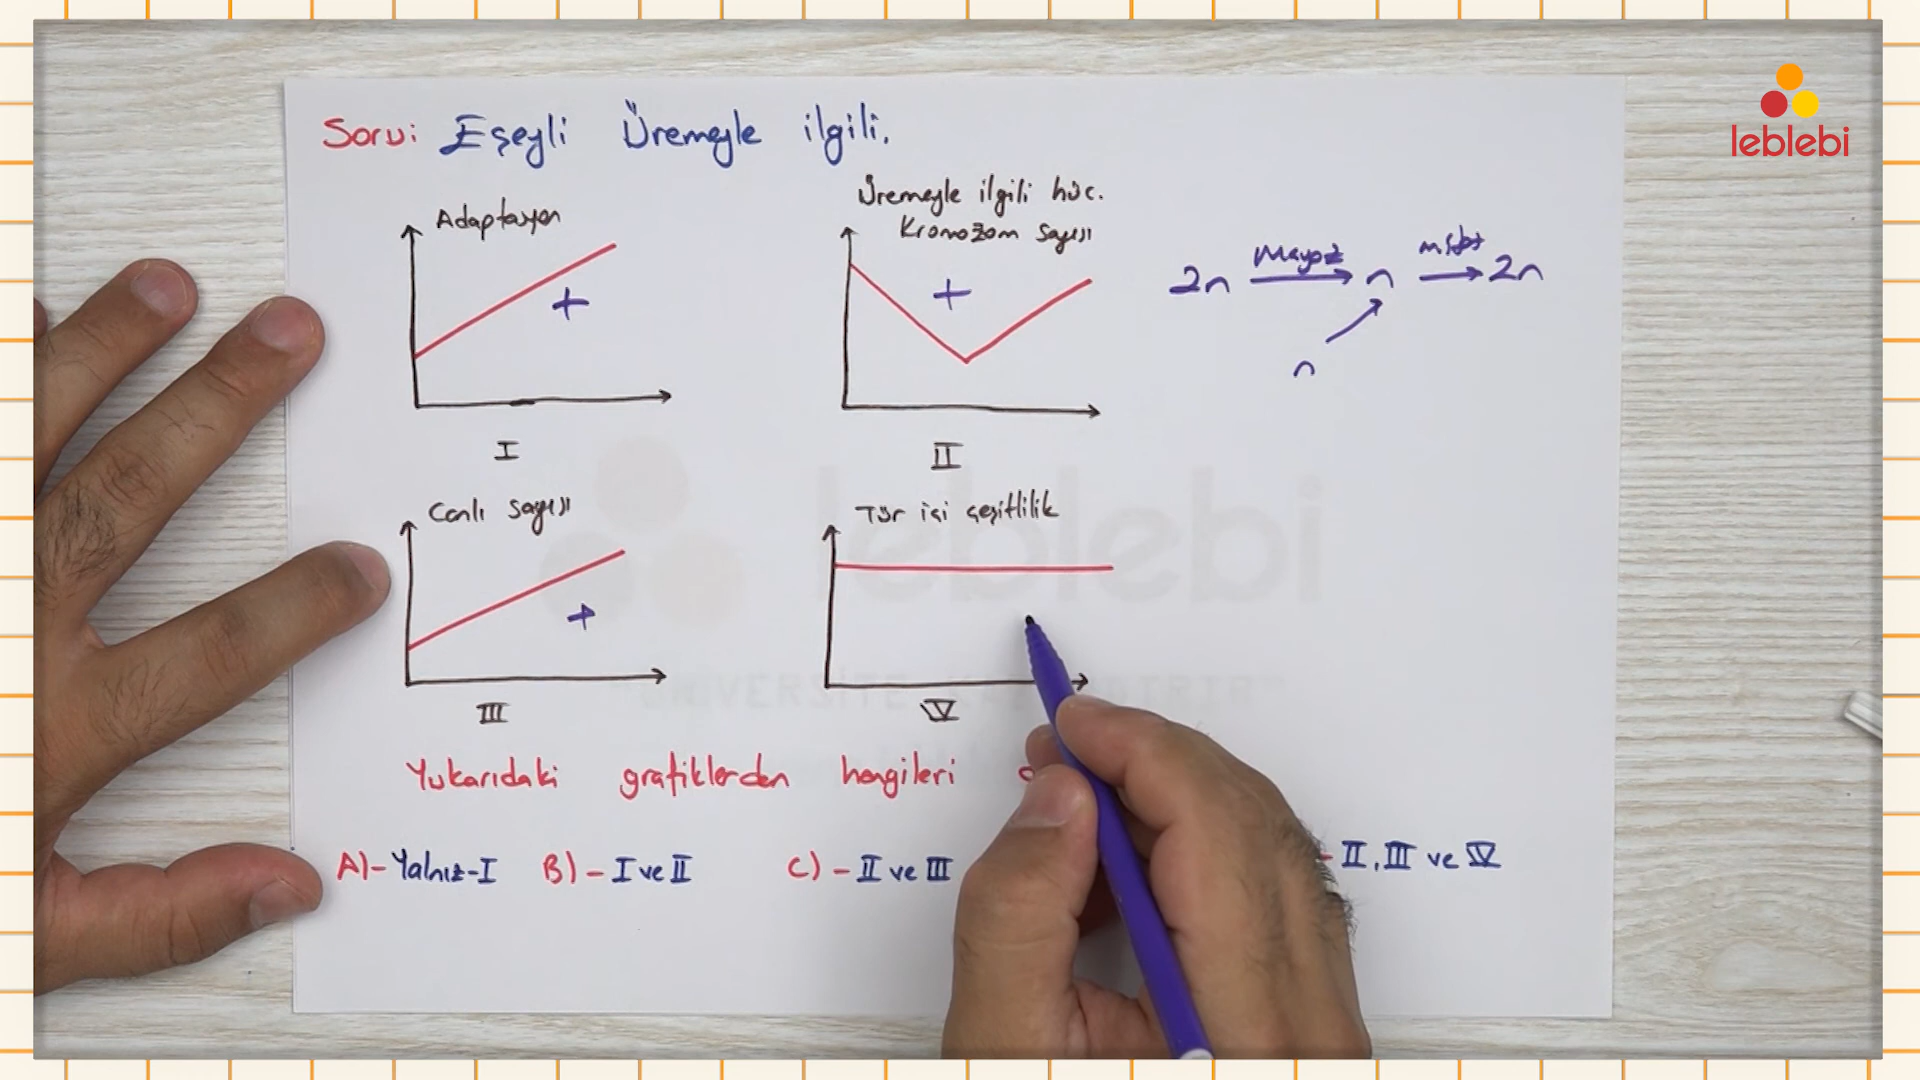 leblebi
Soru: Eşeyli Üremeyle ilgili,
Adaptasyon
I
Üremeyle ilgili hüc.
Kromozom sayısı
II
2n Mayoz n mitoz 2n
n
Canlı sayısı
III
Tür içi çeşitlilik
IV
leblebi
Yukarıdaki grafiklerden hangileri
A)-Yalnız-I B)-I ve II C)-II ve III -II, III ve IV